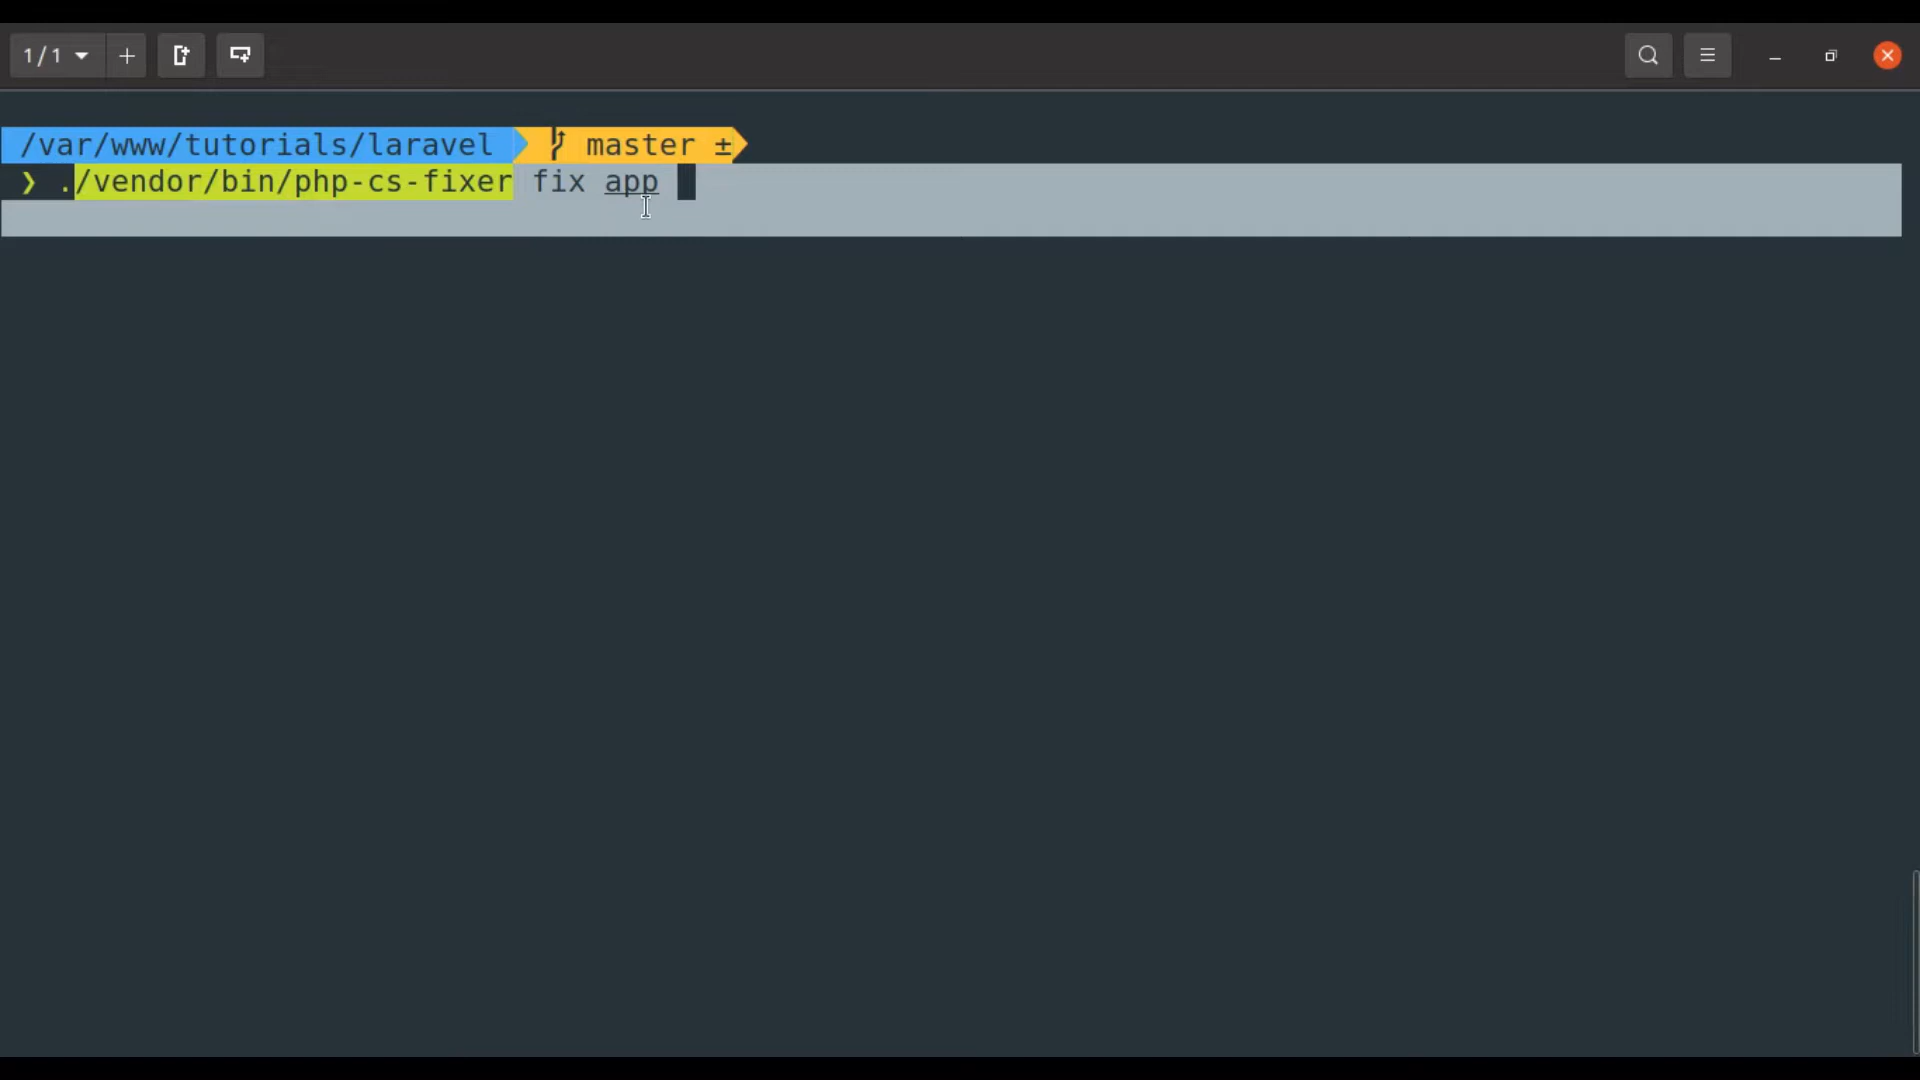 1/1
/var/www/tutorials/laravel master ±
❯ ./vendor/bin/php-cs-fixer fix app